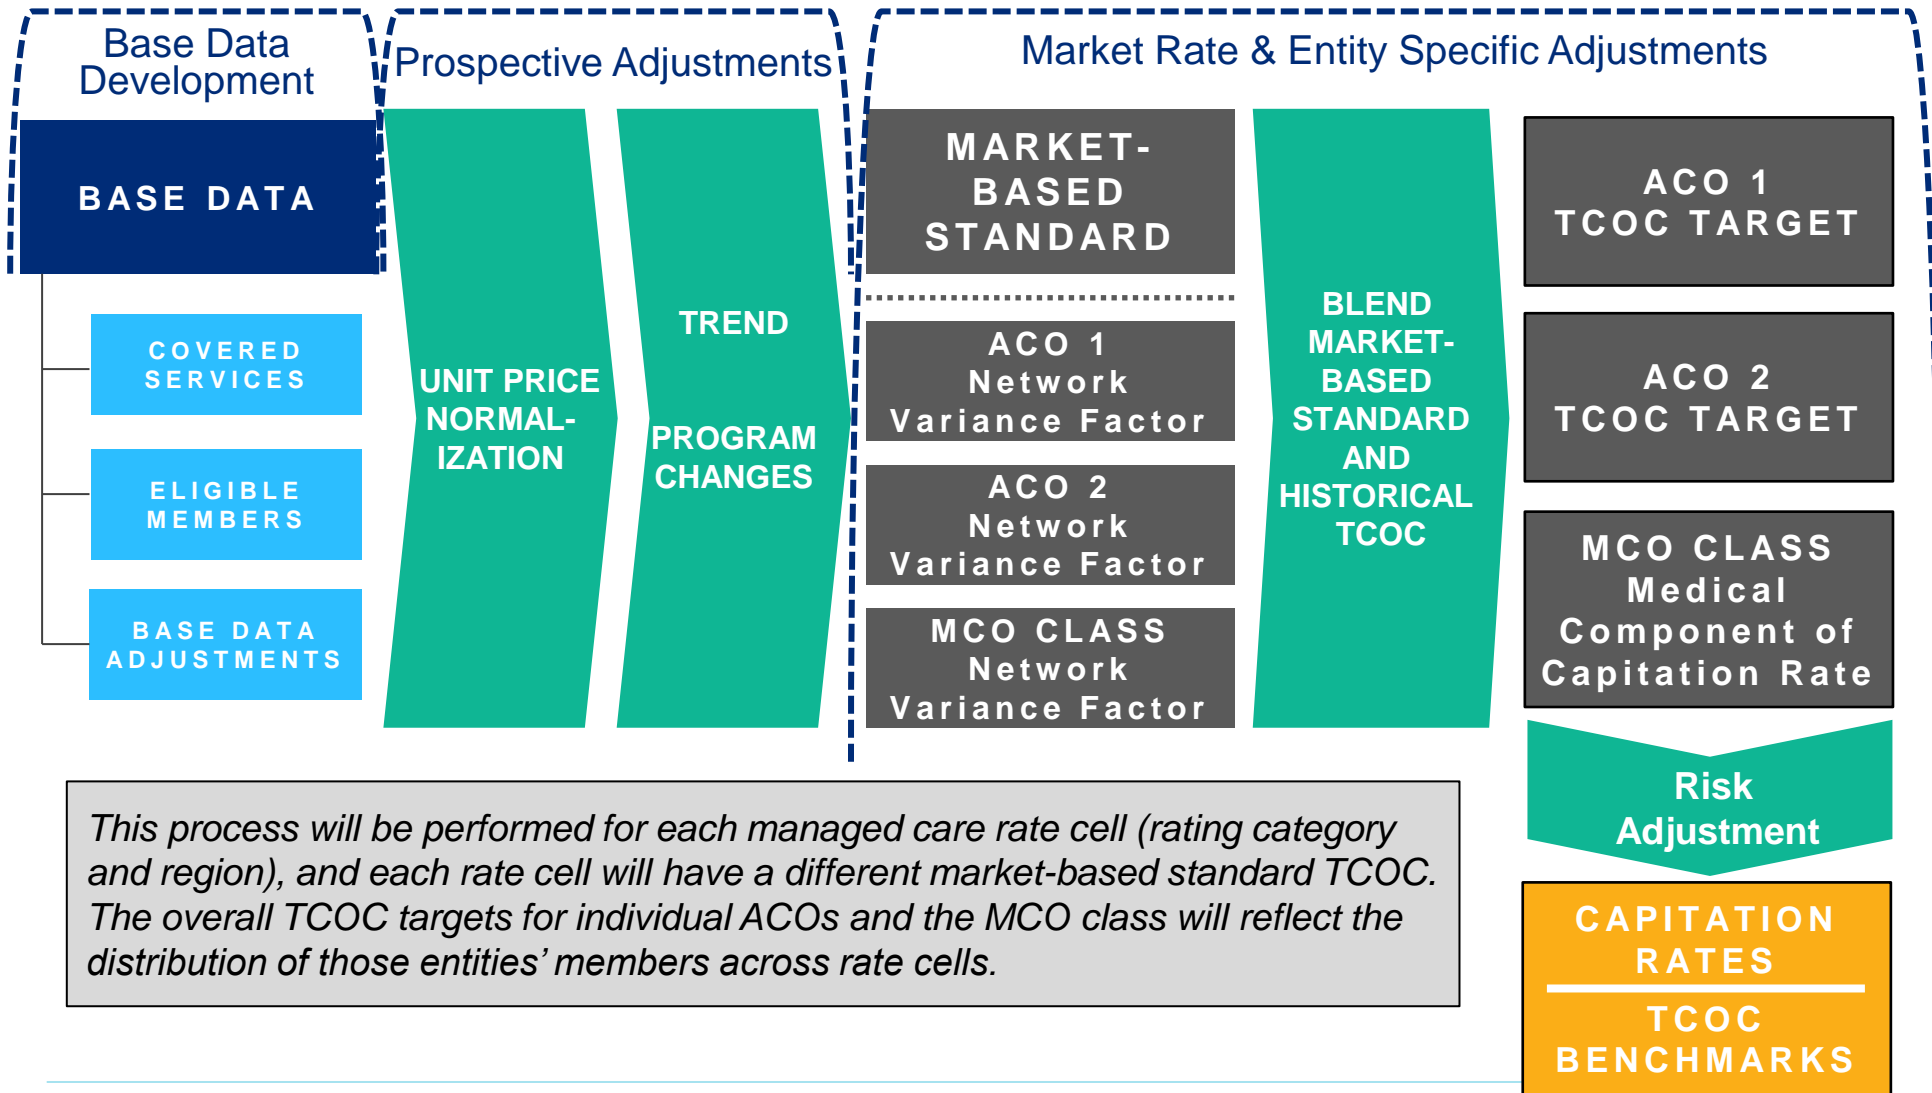 Base Data
Development
Prospective Adjustments
Market Rate & Entity Specific Adjustments
BASE DATA
COVERED
SERVICES
ELIGIBLE
MEMBERS
BASE DATA
ADJUSTMENTS
UNIT PRICE
NORMAL-
IZATION
TREND
PROGRAM
CHANGES
MARKET-
BASED
STANDARD
ACO 1
Network
Variance Factor
ACO 2
Network
Variance Factor
MCO CLASS
Network
Variance Factor
BLEND
MARKET-
BASED
STANDARD
AND
HISTORICAL
TCOC
ACO 1
TCOC TARGET
ACO 2
TCOC TARGET
MCO CLASS
Medical
Component of
Capitation Rate
Risk
Adjustment
CAPITATION
RATES
TCOC
BENCHMARKS
This process will be performed for each managed care rate cell (rating category
and region), and each rate cell will have a different market-based standard TCOC.
The overall TCOC targets for individual ACOs and the MCO class will reflect the
distribution of those entities’ members across rate cells.